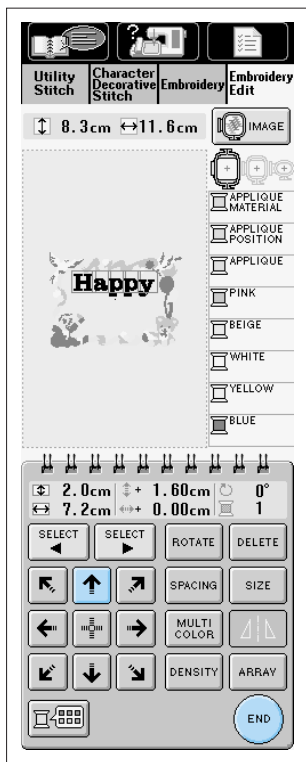 Utility
Stitch
Character
Decorative
Stitch
Embroidery
Embroidery
Edit
8.3cm 11.6cm
IMAGE
APPLIQUE
MATERIAL
APPLIQUE
POSITION
APPLIQUE
PINK
BEIGE
WHITE
YELLOW
BLUE
Happy
2.0cm + 1.60cm 0°
7.2cm + 0.00cm 1
SELECT SELECT ROTATE DELETE
SPACING SIZE
MULTI
COLOR
DENSITY ARRAY
END